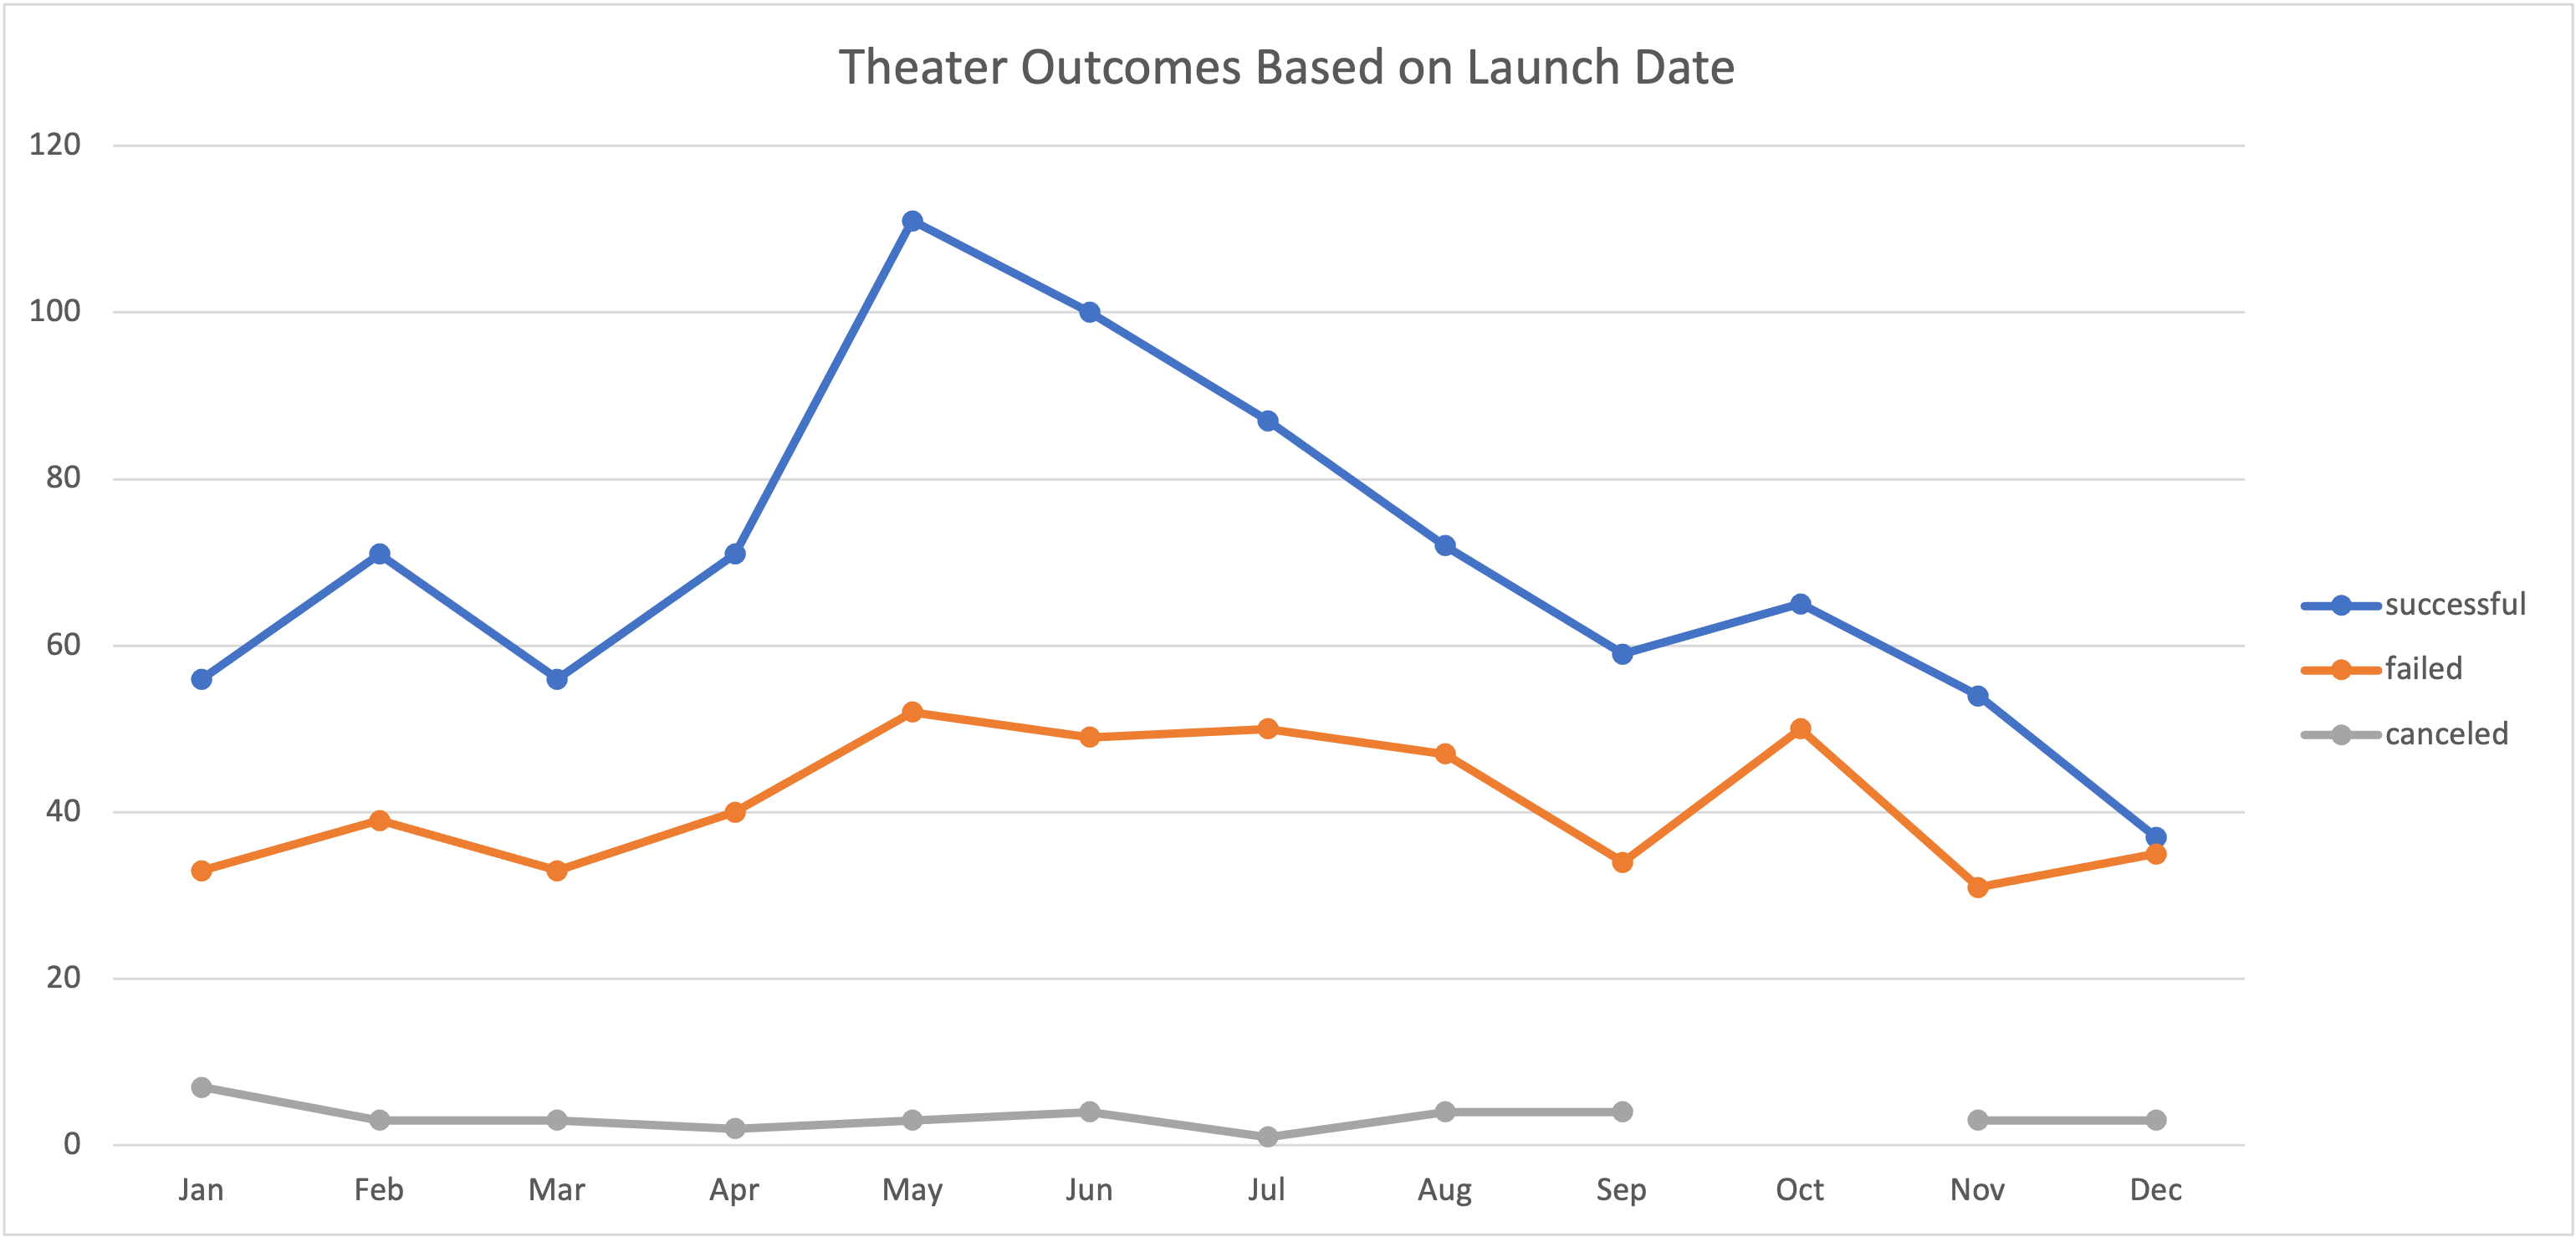 Theater Outcomes Based on Launch Date
120
100
80
60
40
20
0
Jan Feb Mar Apr May Jun Jul Aug Sep Oct Nov Dec
successful
failed
canceled